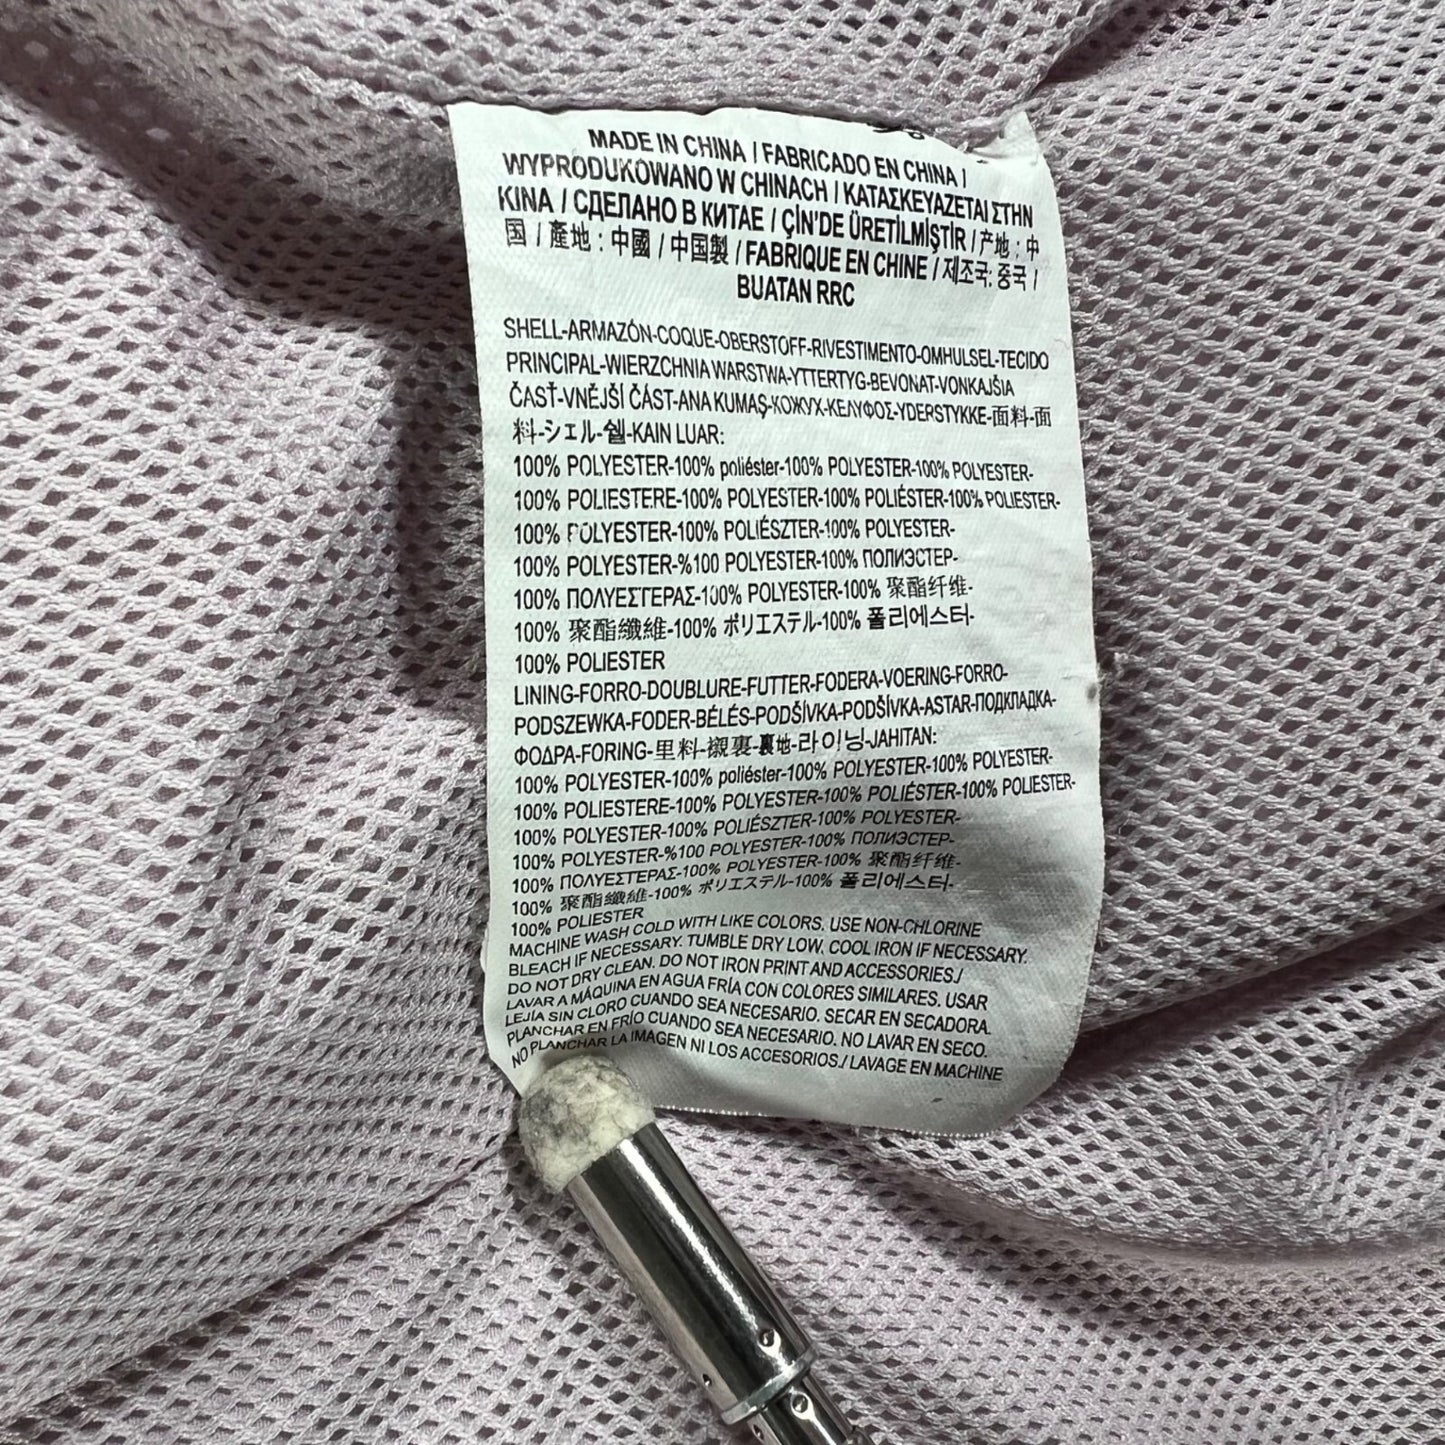 MADE IN CHINA / FABRICADO EN CHINA /
WYPRODUKOWANO W CHINACH / ΚΑΤΑΣΚΕΥΑΖΕΤΑΙ ΣΤΗΝ
KINA / СДЕЛАНО В КИТАЕ / ÇİN'DE ÜRETİLMİŞTİR / 产地 : 中
国 / 產地 : 中國 / 中国製 / FABRIQUE EN CHINE / 제조국: 중국 /
BUATAN RRC
SHELL-ARMAZÓN-COQUE-OBERSTOFF-RIVESTIMENTO-OMHULSEL-TECIDO
PRINCIPAL-WIERZCHNIA WARSTWA-YTTERTYG-BEVONAT-VONKAJŠIA
ČASŤ-VNĚJŠÍ ČÁST-ANA KUMAŞ-КОЖУХ-ΚΕΛΥΦΟΣ-YDERSTYKKE-面料-面
料-シェル-쉘-KAIN LUAR:
100% POLYESTER-100% poliéster-100% POLYESTER-100% POLYESTER-
100% POLIESTERE-100% POLYESTER-100% POLIÉSTER-100% POLIESTER-
100% POLYESTER-100% POLIÉSZTER-100% POLYESTER-
100% POLYESTER-%100 POLYESTER-100% ПОЛИЭСТЕР-
100% ΠΟΛΥΕΣΤΕΡΑΣ-100% POLYESTER-100% 聚酯纤维-
100% 聚酯纖維-100% ポリエステル-100% 폴리에스터-
100% POLIESTER
LINING-FORRO-DOUBLURE-FUTTER-FODERA-VOERING-FORRO-
PODSZEWKA-FODER-BÉLÉS-PODŠÍVKA-PODŠÍVKA-ASTAR-ПОДКЛАДКА-
ΦΟΔΡΑ-FORING-里料-襯裏-裏地-라이닝-JAHITAN:
100% POLYESTER-100% poliéster-100% POLYESTER-100% POLYESTER-
100% POLIESTERE-100% POLYESTER-100% POLIÉSTER-100% POLIESTER-
100% POLYESTER-100% POLIÉSZTER-100% POLYESTER-
100% POLYESTER-%100 POLYESTER-100% ПОЛИЭСТЕР-
100% ΠΟΛΥΕΣΤΕΡΑΣ-100% POLYESTER-100% 聚酯纤维-
100% 聚酯纖維-100% ポリエステル-100% 폴리에스터-
100% POLIESTER
MACHINE WASH COLD WITH LIKE COLORS. USE NON-CHLORINE
BLEACH IF NECESSARY. TUMBLE DRY LOW. COOL IRON IF NECESSARY.
DO NOT DRY CLEAN. DO NOT IRON PRINT AND ACCESSORIES./
LAVAR A MÁQUINA EN AGUA FRÍA CON COLORES SIMILARES. USAR
LEJÍA SIN CLORO CUANDO SEA NECESARIO. SECAR EN SECADORA.
PLANCHAR EN FRÍO CUANDO SEA NECESARIO. NO LAVAR EN SECO.
NO PLANCHAR LA IMAGEN NI LOS ACCESORIOS./ LAVAGE EN MACHINE